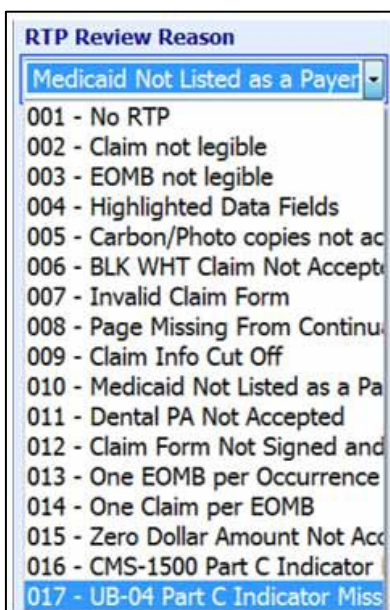 RTP Review Reason
Medicaid Not Listed as a Payer
001 - No RTP
002 - Claim not legible
003 - EOMB not legible
004 - Highlighted Data Fields
005 - Carbon/Photo copies not ac
006 - BLK WHT Claim Not Accepte
007 - Invalid Claim Form
008 - Page Missing From Continua
009 - Claim Info Cut Off
010 - Medicaid Not Listed as a Pa
011 - Dental PA Not Accepted
012 - Claim Form Not Signed and
013 - One EOMB per Occurrence
014 - One Claim per EOMB
015 - Zero Dollar Amount Not Acc
016 - CMS-1500 Part C Indicator
017 - UB-04 Part C Indicator Miss